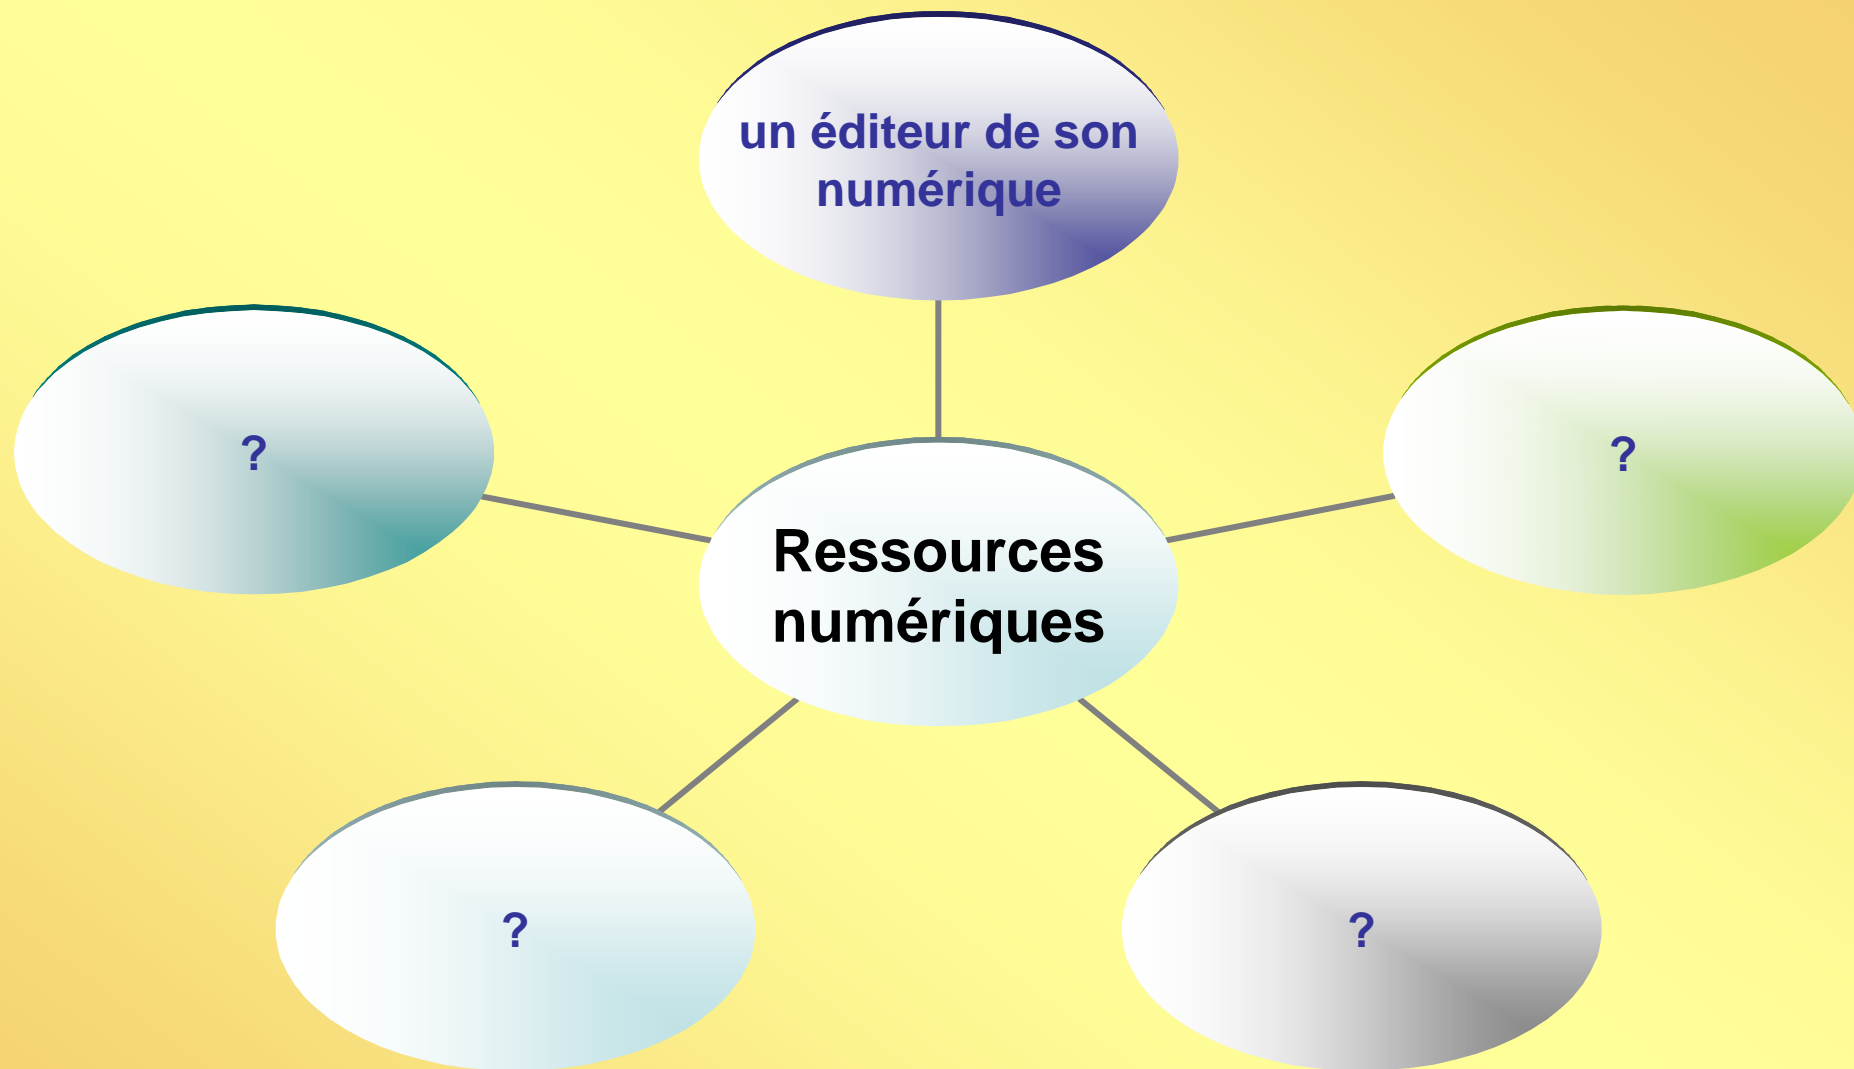 un éditeur de son
numérique
?
?
Ressources
numériques
?
?